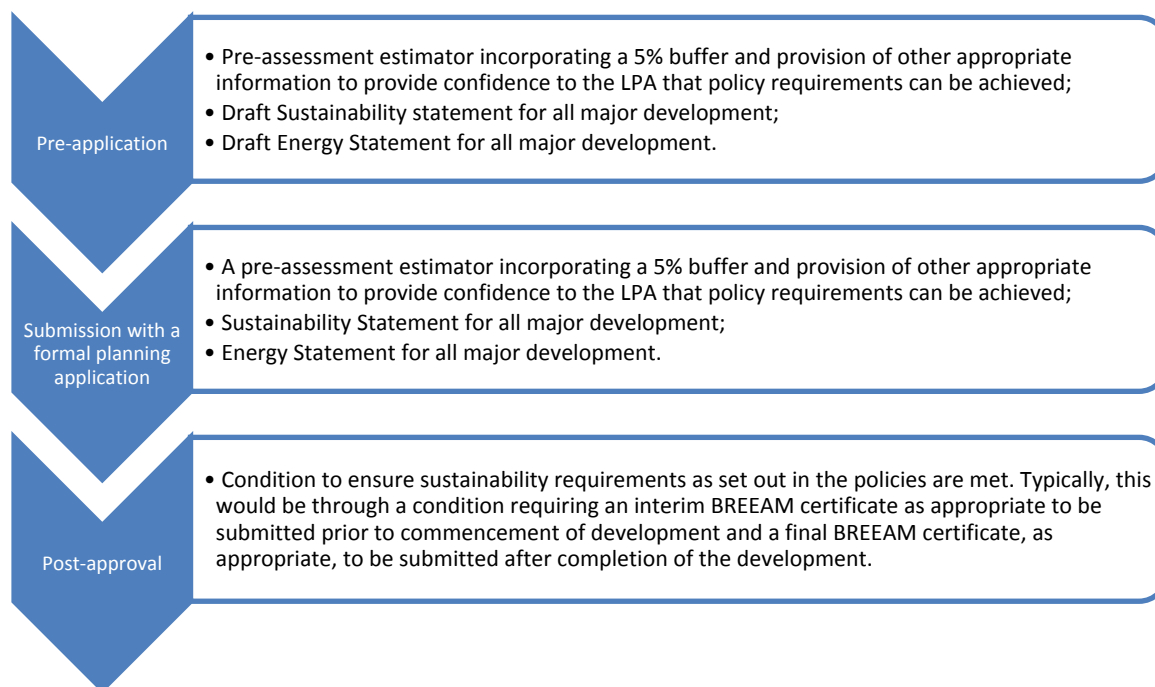 Pre-application
• Pre-assessment estimator incorporating a 5% buffer and provision of other appropriate
information to provide confidence to the LPA that policy requirements can be achieved;
• Draft Sustainability statement for all major development;
• Draft Energy Statement for all major development.
Submission with a
formal planning
application
• A pre-assessment estimator incorporating a 5% buffer and provision of other appropriate
information to provide confidence to the LPA that policy requirements can be achieved;
• Sustainability Statement for all major development;
• Energy Statement for all major development.
Post-approval
• Condition to ensure sustainability requirements as set out in the policies are met. Typically, this
would be through a condition requiring an interim BREEAM certificate as appropriate to be
submitted prior to commencement of development and a final BREEAM certificate, as
appropriate, to be submitted after completion of the development.